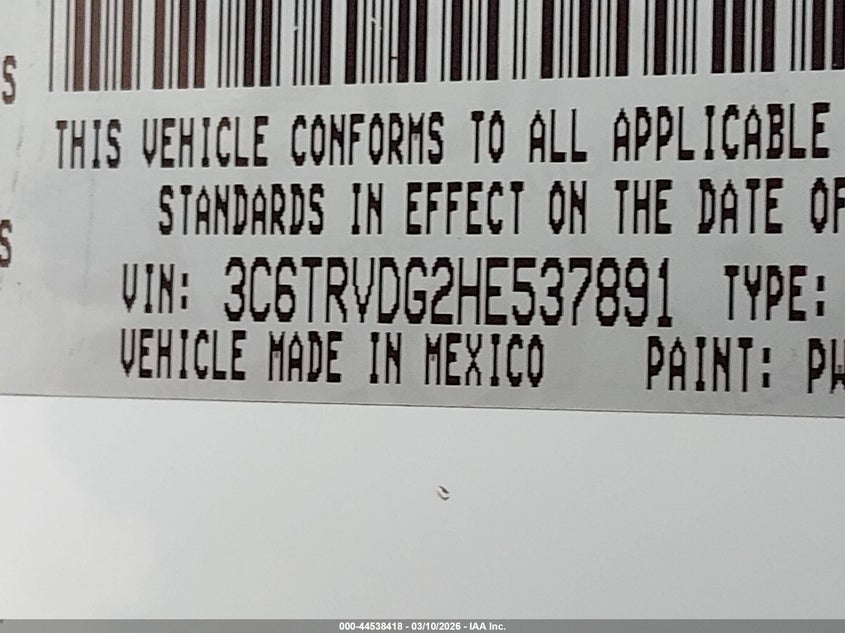 S
THIS VEHICLE CONFORMS TO ALL APPLICABLE
STANDARDS IN EFFECT ON THE DATE OF
S
VIN: 3C6TRVDG2HE537891 TYPE:
VEHICLE MADE IN MEXICO PAINT: PW
000-44538418 - 03/10/2026 - IAA Inc.